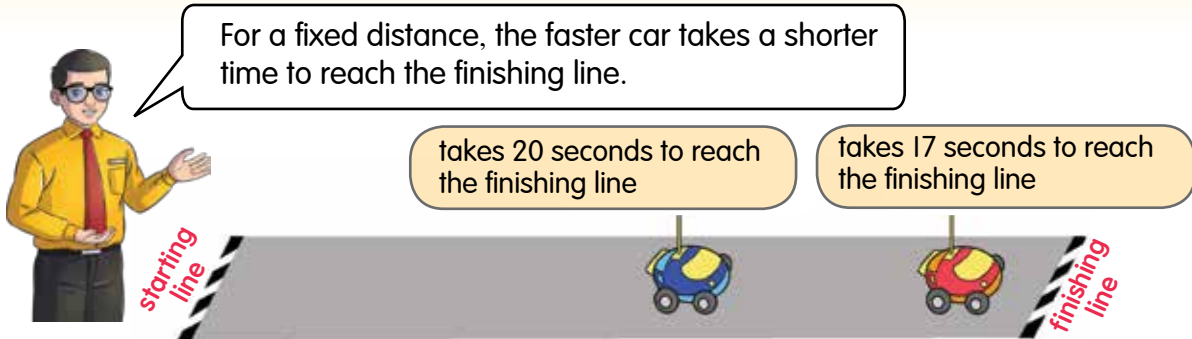 For a fixed distance, the faster car takes a shorter
time to reach the finishing line.
takes 20 seconds to reach
the finishing line
takes 17 seconds to reach
the finishing line
starting
line
finishing
line